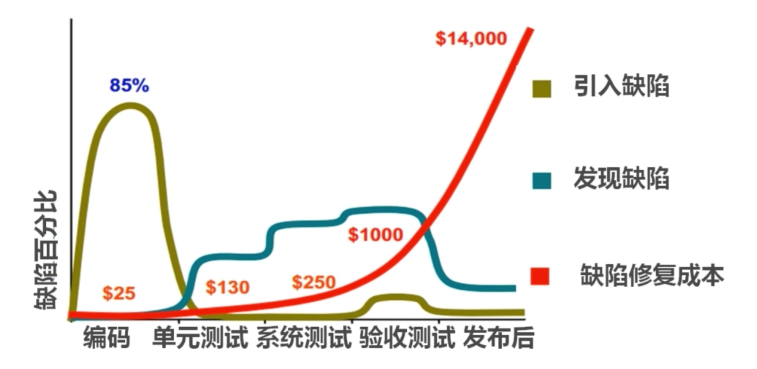 缺陷百分比
85%
$25
$130
$250
$1000
$14,000
引入缺陷
发现缺陷
缺陷修复成本
编码 单元测试 系统测试 验收测试 发布后